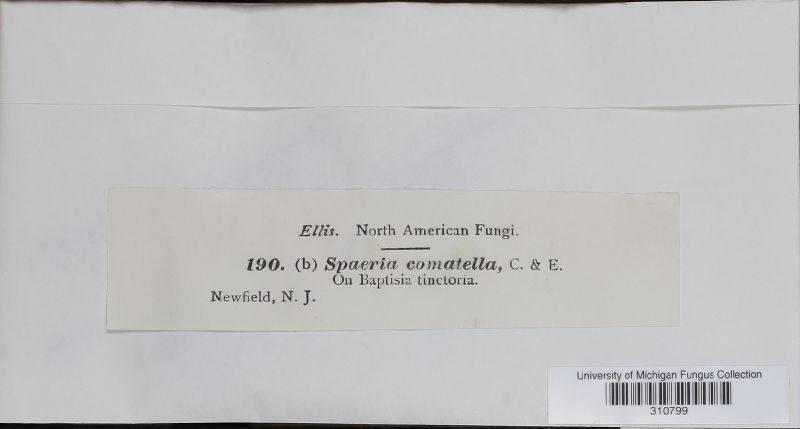 Ellis. North American Fungi.
190. (b) Spaeria comatella, C. & E.
On Baptisia tinctoria.
Newfield, N. J.
University of Michigan Fungus Collection
310799